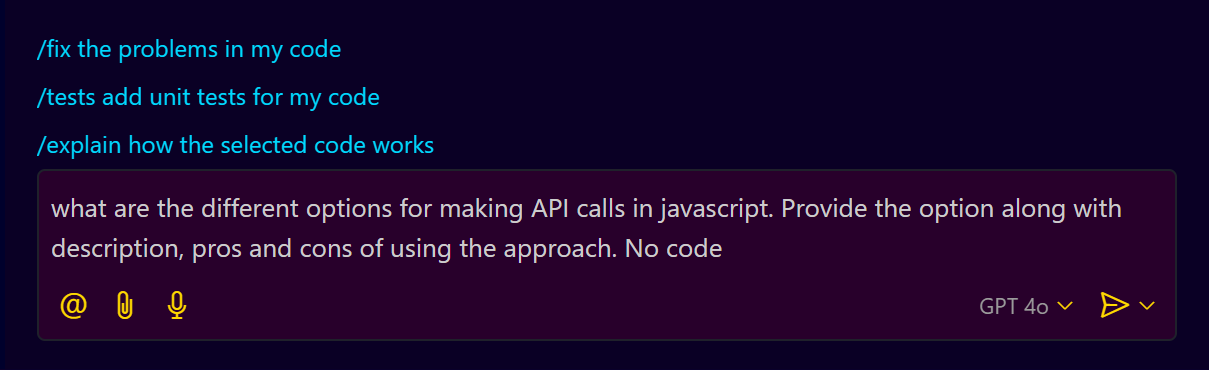 /fix the problems in my code
/tests add unit tests for my code
/explain how the selected code works
what are the different options for making API calls in javascript. Provide the option along with
description, pros and cons of using the approach. No code
@
GPT 4o